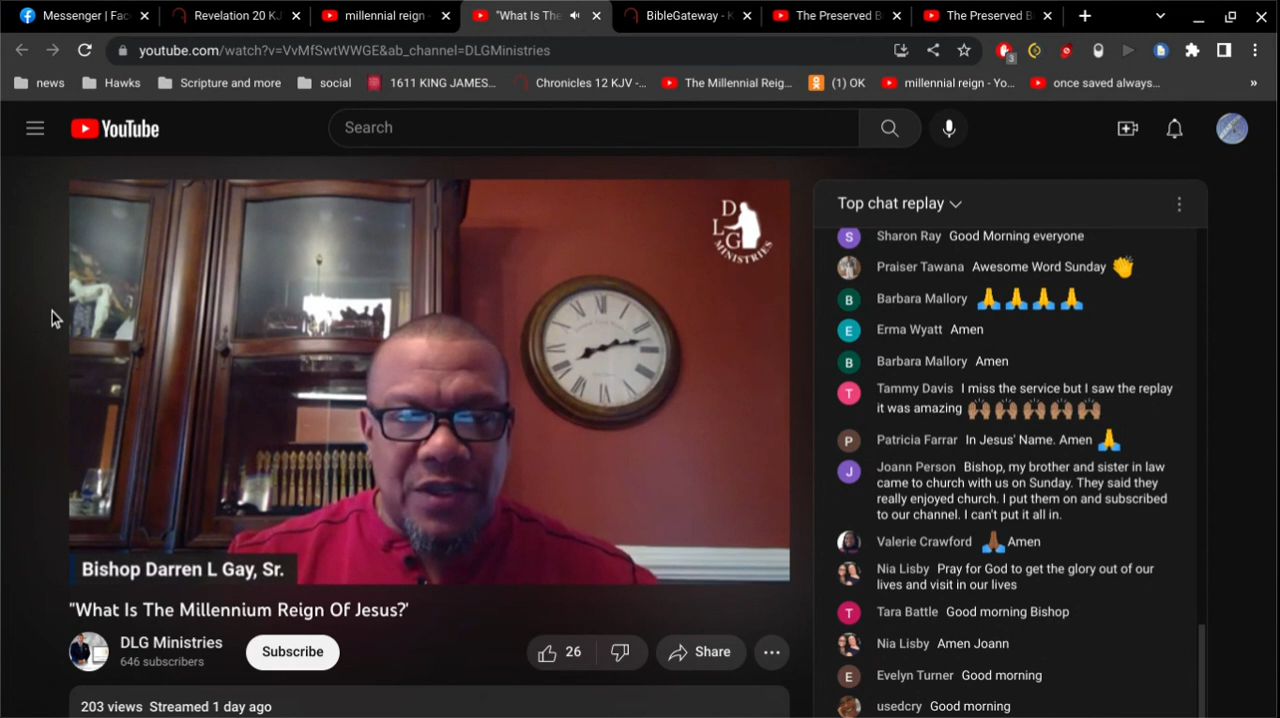 Messenger | Fac
Revelation 20 KJ
millennial reign -
"What Is The
BibleGateway - K
The Preserved B
The Preserved B
youtube.com/watch?v=VvMfSwtWWGE&ab_channel=DLGMinistries
3
news
Hawks
Scripture and more
social
1611 KING JAMES...
Chronicles 12 KJV -...
The Millennial Reig...
(1) OK
millennial reign - Yo...
once saved always...
»
YouTube
Search
D
L
G
MINISTRIES
Bishop Darren L Gay, Sr.
"What Is The Millennium Reign Of Jesus?'
DLG Ministries
646 subscribers
Subscribe
26
Share
203 views Streamed 1 day ago
Top chat replay
S
Sharon Ray Good Morning everyone
Praiser Tawana Awesome Word Sunday 👏
B
Barbara Mallory 🙏🙏🙏🙏
E
Erma Wyatt Amen
B
Barbara Mallory Amen
T
Tammy Davis I miss the service but I saw the replay
it was amazing 🙌🏽🙌🏽🙌🏽🙌🏽🙌🏽
P
Patricia Farrar In Jesus' Name. Amen 🙏
J
Joann Person Bishop, my brother and sister in law
came to church with us on Sunday. They said they
really enjoyed church. I put them on and subscribed
to our channel. I can't put it all in.
Valerie Crawford 🙏🏾Amen
Nia Lisby Pray for God to get the glory out of our
lives and visit in our lives
T
Tara Battle Good morning Bishop
Nia Lisby Amen Joann
E
Evelyn Turner Good morning
usedcry Good morning